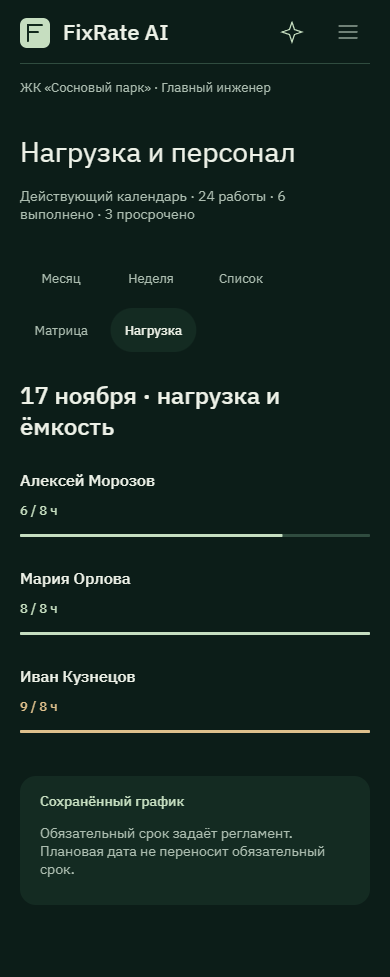 FixRate AI
ЖК «Сосновый парк» · Главный инженер
Нагрузка и персонал
Действующий календарь · 24 работы · 6
выполнено · 3 просрочено
Месяц Неделя Список
Матрица Нагрузка
17 ноября · нагрузка и
ёмкость
Алексей Морозов
6 / 8 ч
Мария Орлова
8 / 8 ч
Иван Кузнецов
9 / 8 ч
Сохранённый график
Обязательный срок задаёт регламент.
Плановая дата не переносит обязательный
срок.